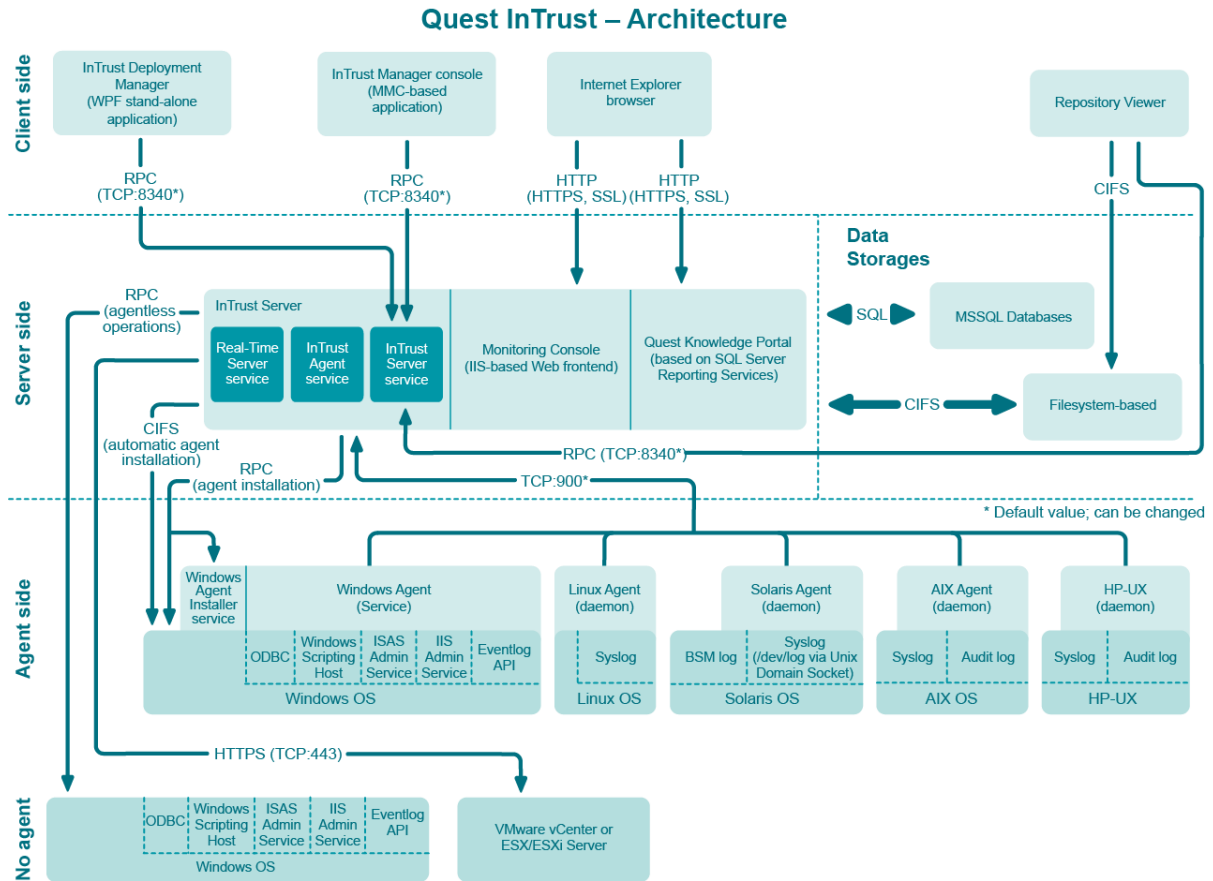 Quest InTrust – Architecture
Client side
InTrust Deployment
Manager
(WPF stand-alone
application)
InTrust Manager console
(MMC-based
application)
Internet Explorer
browser
Repository Viewer
RPC
(TCP:8340*)
RPC
(TCP:8340*)
HTTP
(HTTPS, SSL)
HTTP
(HTTPS, SSL)
CIFS
Server side
Data
Storages
RPC
(agentless
operations)
InTrust Server
Real-Time
Server
service
InTrust
Agent
service
InTrust
Server
service
Monitoring Console
(IIS-based Web frontend)
Quest Knowledge Portal
(based on SQL Server
Reporting Services)
SQL
MSSQL Databases
CIFS
Filesystem-based
CIFS
(automatic agent
installation)
RPC
(agent installation)
RPC (TCP:8340*)
TCP:900*
* Default value; can be changed
Agent side
Windows
Agent
Installer
service
Windows Agent
(Service)
ODBC
Windows
Scripting
Host
ISAS
Admin
Service
IIS
Admin
Service
Eventlog
API
Windows OS
Linux Agent
(daemon)
Syslog
Linux OS
Solaris Agent
(daemon)
BSM log
Syslog
(/dev/log via Unix
Domain Socket)
Solaris OS
AIX Agent
(daemon)
Syslog
Audit log
AIX OS
HP-UX
(daemon)
Syslog
Audit log
HP-UX
HTTPS (TCP:443)
No agent
ODBC
Windows
Scripting
Host
ISAS
Admin
Service
IIS
Admin
Service
Eventlog
API
Windows OS
VMware vCenter or
ESX/ESXi Server